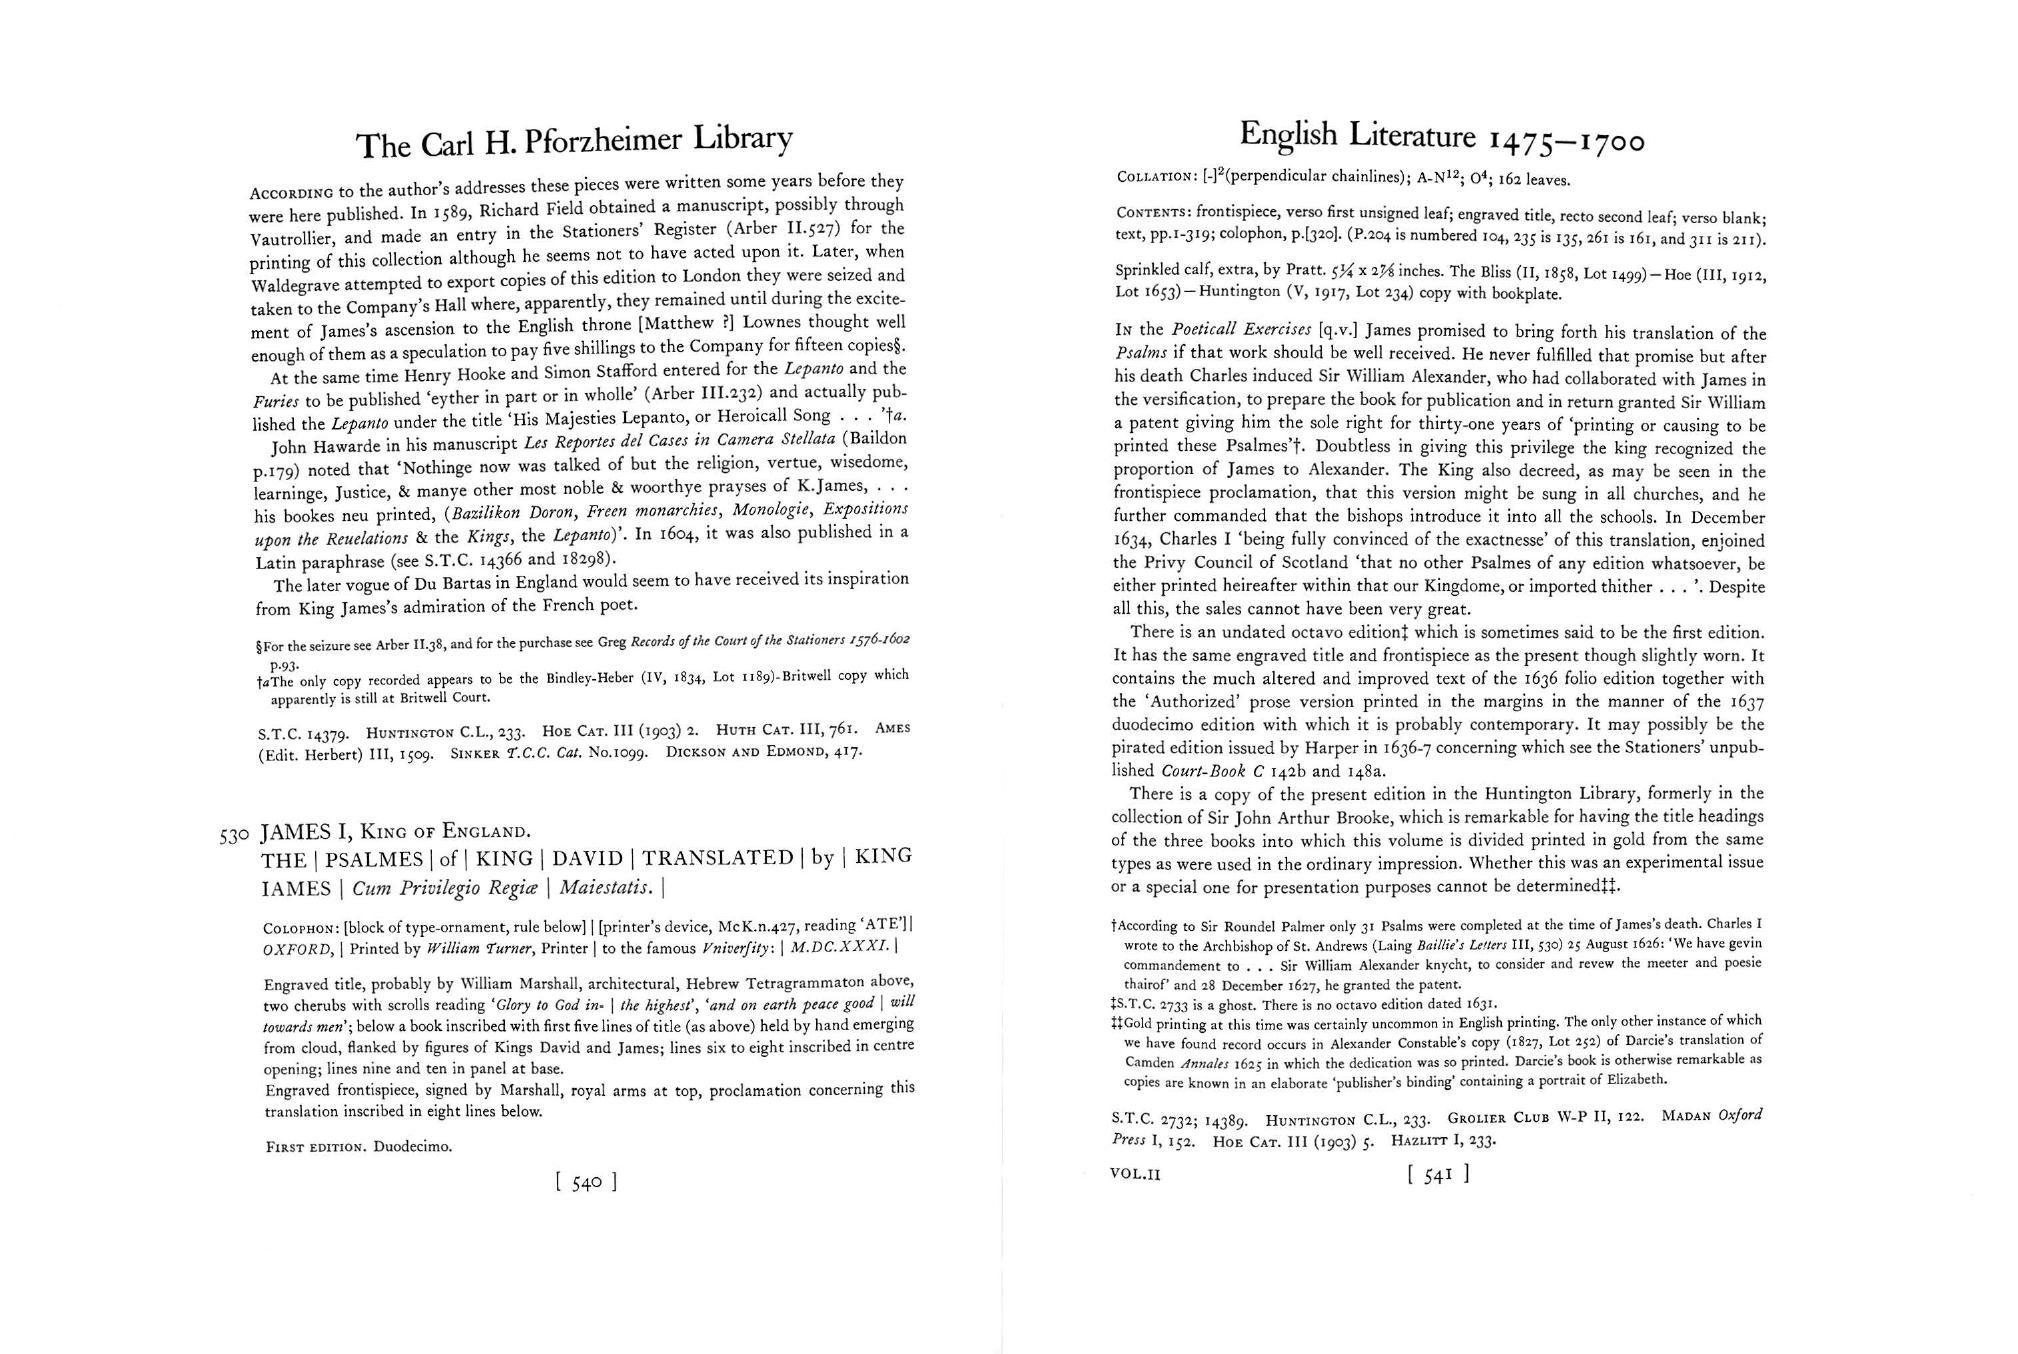 The Carl H. Pforzheimer Library
ACCORDING to the author's addresses these pieces were written some years before they
were here published. In 1589, Richard Field obtained a manuscript, possibly through
Vautrollier, and made an entry in the Stationers' Register (Arber II.527) for the
printing of this collection although he seems not to have acted upon it. Later, when
Waldegrave attempted to export copies of this edition to London they were seized and
taken to the Company's Hall where, apparently, they remained until during the excite-
ment of James's ascension to the English throne [Matthew ?] Lownes thought well
enough of them as a speculation to pay five shillings to the Company for fifteen copies§.
At the same time Henry Hooke and Simon Stafford entered for the Lepanto and the
Furies to be published 'eyther in part or in wholle' (Arber III.232) and actually pub-
lished the Lepanto under the title 'His Majesties Lepanto, or Heroicall Song . . . '†a.
John Hawarde in his manuscript Les Reportes del Cases in Camera Stellata (Baildon
p.179) noted that 'Nothinge now was talked of but the religion, vertue, wisedome,
learninge, Justice, & manye other most noble & woorthye prayses of K.James, . . .
his bookes neu printed, (Bazilikon Doron, Freen monarchies, Monologie, Expositions
upon the Reuelations & the Kings, the Lepanto)'. In 1604, it was also published in a
Latin paraphrase (see S.T.C. 14366 and 18298).
The later vogue of Du Bartas in England would seem to have received its inspiration
from King James's admiration of the French poet.
§For the seizure see Arber II.38, and for the purchase see Greg Records of the Court of the Stationers 1576-1602
p.93.
†aThe only copy recorded appears to be the Bindley-Heber (IV, 1834, Lot 1189)-Britwell copy which
apparently is still at Britwell Court.
S.T.C. 14379. HUNTINGTON C.L., 233. HOE CAT. III (1903) 2. HUTH CAT. III, 761. AMES
(Edit. Herbert) III, 1509. SINKER T.C.C. Cat. No.1099. DICKSON AND EDMOND, 417.
530 JAMES I, KING OF ENGLAND.
THE | PSALMES | of | KING | DAVID | TRANSLATED | by | KING
IAMES | Cum Privilegio Regiæ | Maiestatis. |
COLOPHON: [block of type-ornament, rule below] | [printer's device, McK.n.427, reading 'ATE'] |
OXFORD, | Printed by William Turner, Printer | to the famous Vniverſity: | M.DC.XXXI. |
Engraved title, probably by William Marshall, architectural, Hebrew Tetragrammaton above,
two cherubs with scrolls reading 'Glory to God in- | the highest', 'and on earth peace good | will
towards men'; below a book inscribed with first five lines of title (as above) held by hand emerging
from cloud, flanked by figures of Kings David and James; lines six to eight inscribed in centre
opening; lines nine and ten in panel at base.
Engraved frontispiece, signed by Marshall, royal arms at top, proclamation concerning this
translation inscribed in eight lines below.
FIRST EDITION. Duodecimo.
[ 540 ]
English Literature 1475–1700
COLLATION: [-]²(perpendicular chainlines); A-N¹²; O⁴; 162 leaves.
CONTENTS: frontispiece, verso first unsigned leaf; engraved title, recto second leaf; verso blank;
text, pp.1-319; colophon, p.[320]. (P.204 is numbered 104, 235 is 135, 261 is 161, and 311 is 211).
Sprinkled calf, extra, by Pratt. 5¼ x 2⅞ inches. The Bliss (II, 1858, Lot 1499)—Hoe (III, 1912,
Lot 1653)—Huntington (V, 1917, Lot 234) copy with bookplate.
IN the Poeticall Exercises [q.v.] James promised to bring forth his translation of the
Psalms if that work should be well received. He never fulfilled that promise but after
his death Charles induced Sir William Alexander, who had collaborated with James in
the versification, to prepare the book for publication and in return granted Sir William
a patent giving him the sole right for thirty-one years of 'printing or causing to be
printed these Psalmes'†. Doubtless in giving this privilege the king recognized the
proportion of James to Alexander. The King also decreed, as may be seen in the
frontispiece proclamation, that this version might be sung in all churches, and he
further commanded that the bishops introduce it into all the schools. In December
1634, Charles I 'being fully convinced of the exactnesse' of this translation, enjoined
the Privy Council of Scotland 'that no other Psalmes of any edition whatsoever, be
either printed heireafter within that our Kingdome, or imported thither . . . '. Despite
all this, the sales cannot have been very great.
There is an undated octavo edition‡ which is sometimes said to be the first edition.
It has the same engraved title and frontispiece as the present though slightly worn. It
contains the much altered and improved text of the 1636 folio edition together with
the 'Authorized' prose version printed in the margins in the manner of the 1637
duodecimo edition with which it is probably contemporary. It may possibly be the
pirated edition issued by Harper in 1636-7 concerning which see the Stationers' unpub-
lished Court-Book C 142b and 148a.
There is a copy of the present edition in the Huntington Library, formerly in the
collection of Sir John Arthur Brooke, which is remarkable for having the title headings
of the three books into which this volume is divided printed in gold from the same
types as were used in the ordinary impression. Whether this was an experimental issue
or a special one for presentation purposes cannot be determined‡‡.
†According to Sir Roundel Palmer only 31 Psalms were completed at the time of James's death. Charles I
wrote to the Archbishop of St. Andrews (Laing Baillie's Letters III, 530) 25 August 1626: 'We have gevin
commandement to . . . Sir William Alexander knycht, to consider and revew the meeter and poesie
thairof' and 28 December 1627, he granted the patent.
‡S.T.C. 2733 is a ghost. There is no octavo edition dated 1631.
‡‡Gold printing at this time was certainly uncommon in English printing. The only other instance of which
we have found record occurs in Alexander Constable's copy (1827, Lot 252) of Darcie's translation of
Camden Annales 1625 in which the dedication was so printed. Darcie's book is otherwise remarkable as
copies are known in an elaborate 'publisher's binding' containing a portrait of Elizabeth.
S.T.C. 2732; 14389. HUNTINGTON C.L., 233. GROLIER CLUB W-P II, 122. MADAN Oxford
Press I, 152. HOE CAT. III (1903) 5. HAZLITT I, 233.
VOL.II [ 541 ]